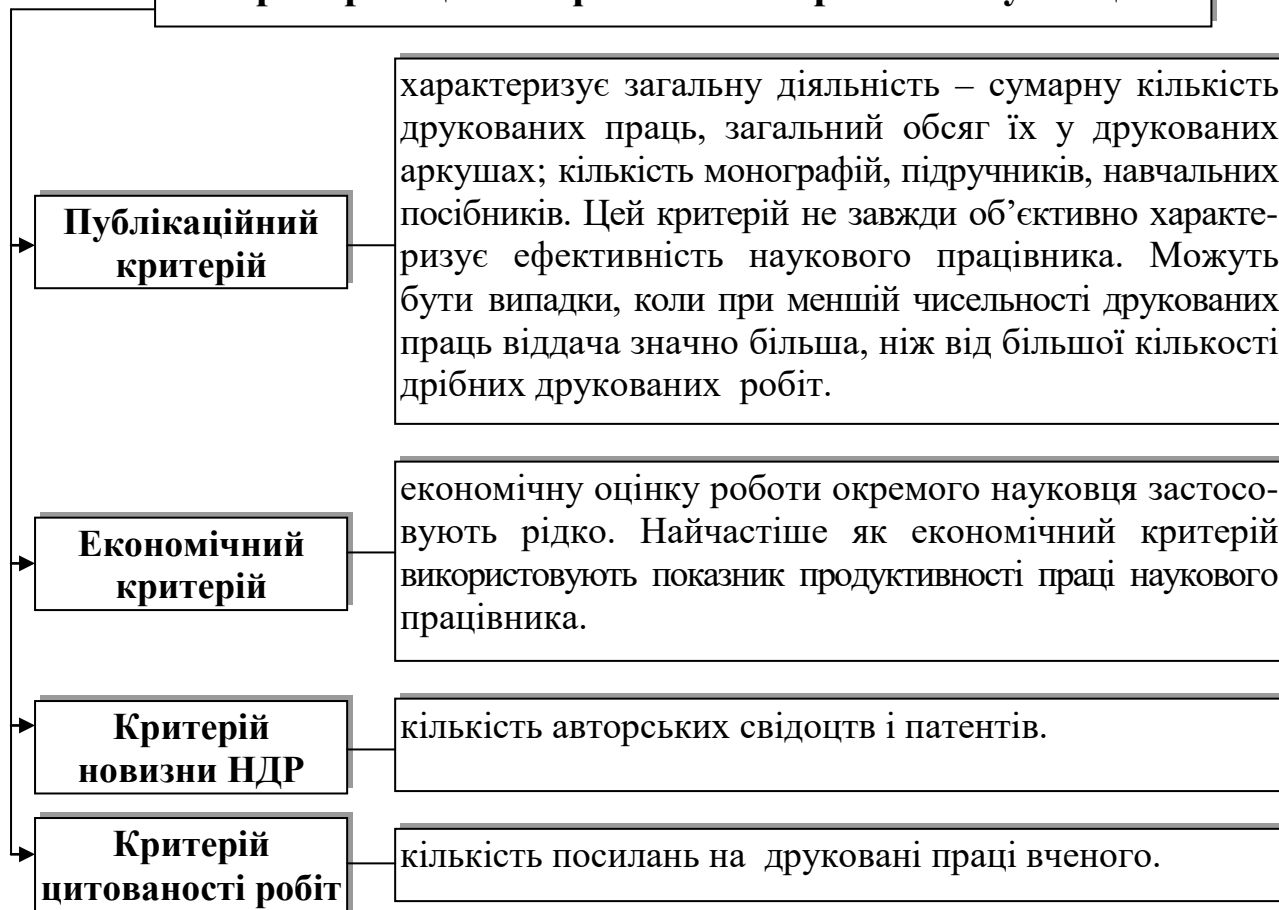 Публікаційний
критерій
характеризує загальну діяльність – сумарну кількість
друкованих праць, загальний обсяг їх у друкованих
аркушах; кількість монографій, підручників, навчальних
посібників. Цей критерій не завжди об’єктивно характе-
ризує ефективність наукового працівника. Можуть
бути випадки, коли при меншій чисельності друкованих
праць віддача значно більша, ніж від більшої кількості
дрібних друкованих робіт.
Економічний
критерій
економічну оцінку роботи окремого науковця застосо-
вують рідко. Найчастіше як економічний критерій
використовують показник продуктивності праці наукового
працівника.
Критерій
новизни НДР
кількість авторських свідоцтв і патентів.
Критерій
цитованості робіт
кількість посилань на друковані праці вченого.